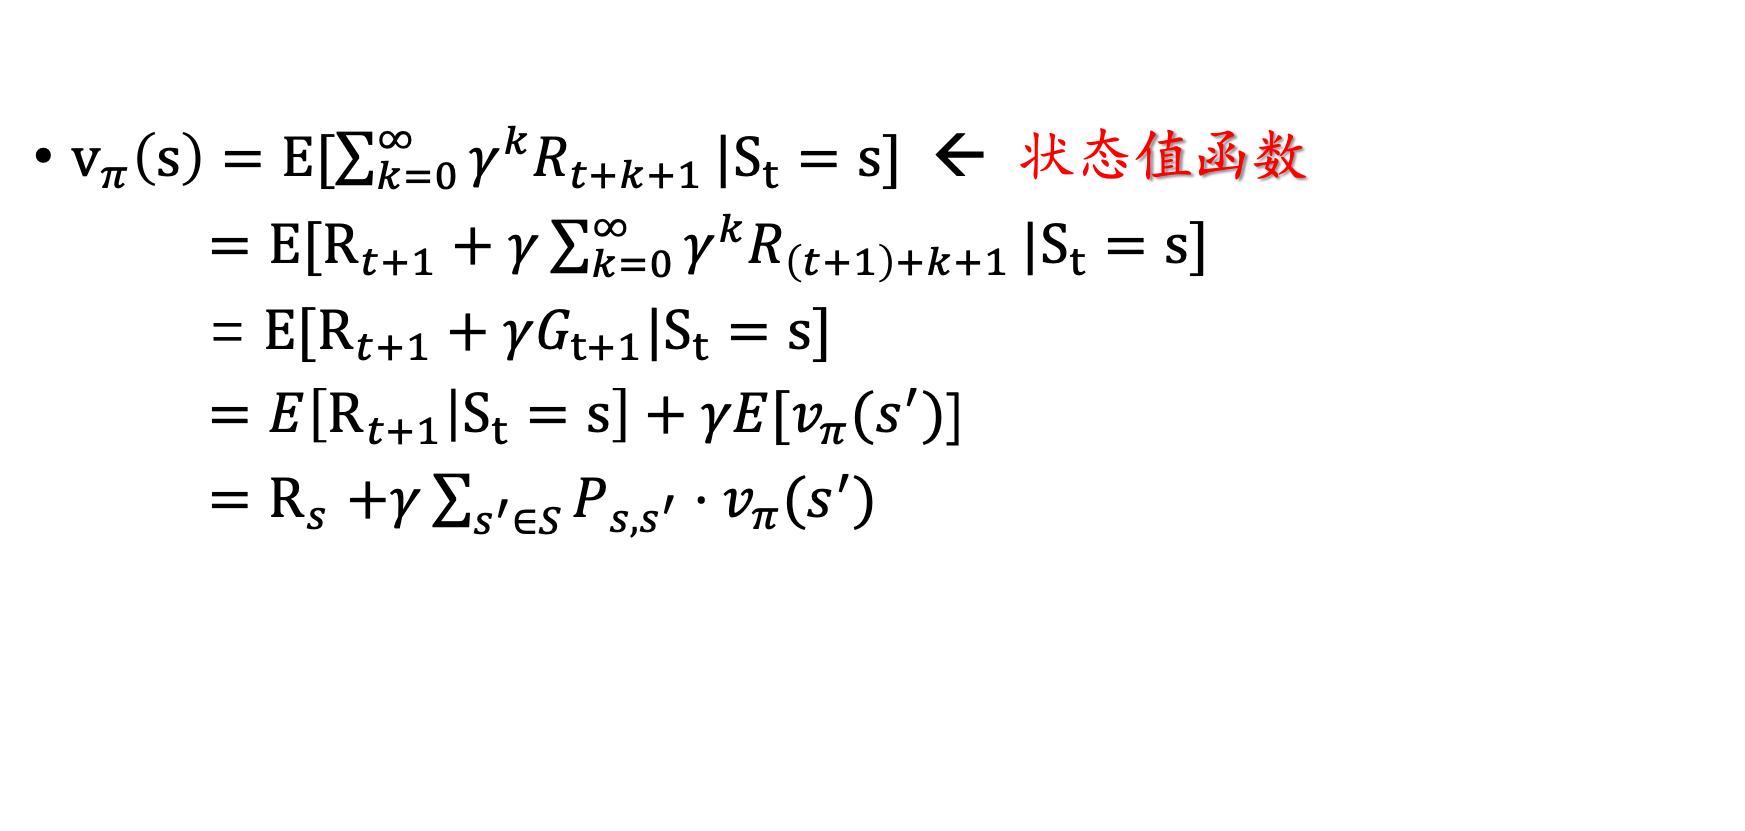 • v_π(s) = E[∑_{k=0}^{∞} γ^k R_{t+k+1} |S_t = s] ← 状态值函数
= E[R_{t+1} + γ ∑_{k=0}^{∞} γ^k R_{(t+1)+k+1} |S_t = s]
= E[R_{t+1} + γG_{t+1}|S_t = s]
= E[R_{t+1}|S_t = s] + γE[v_π(s′)]
= R_s +γ ∑_{s′∈S} P_{s,s′} · v_π(s′)